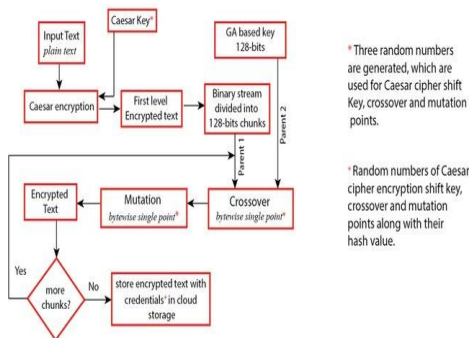 Input Text
plain text
Caesar Key*
GA based key
128-bits
Caesar encryption
First level
Encrypted text
Binary stream
divided into
128-bits chunks
Parent 1
Parent 2
Encrypted
Text
Mutation
bytewise single point*
Crossover
bytewise single point*
Yes
more
chunks?
No
store encrypted text with
credentials* in cloud
storage
* Three random numbers
are generated, which are
used for Caesar cipher shift
Key, crossover and mutation
points.
* Random numbers of Caesar
cipher encryption shift key,
crossover and mutation
points along with their
hash value.